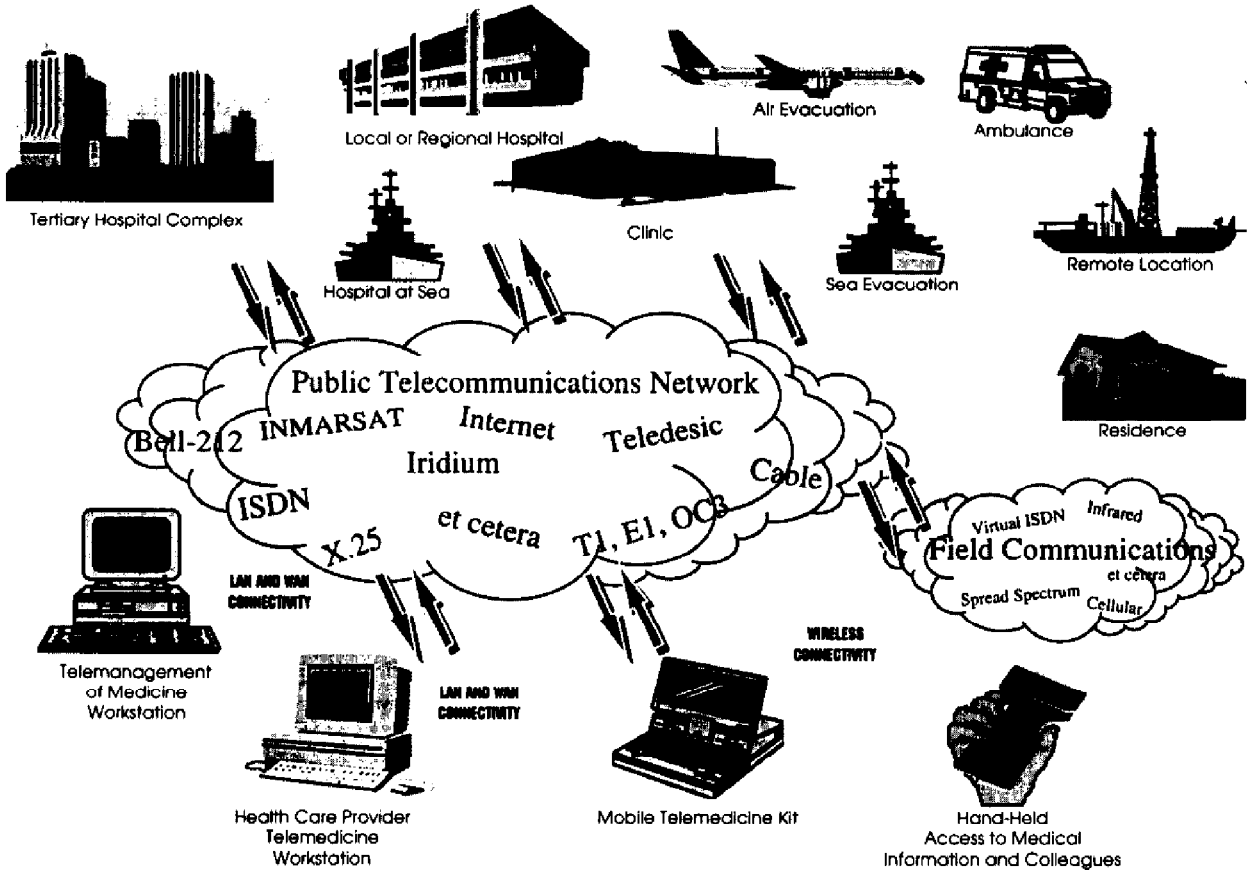 Local or Regional Hospital
Air Evacuation
Ambulance
Tertiary Hospital Complex
Clinic
Hospital at Sea
Sea Evacuation
Remote Location
Public Telecommunications Network
Bell-212
INMARSAT
Internet
Teledesic
Iridium
Cable
ISDN
et cetera
T1, E1, OC3
X.25
Residence
Virtual ISDN
Infrared
Field Communications
et cetera
Spread Spectrum
Cellular
LAN AND WAN
CONNECTIVITY
WIRELESS
CONNECTIVITY
Telemanagement
of Medicine
Workstation
LAN AND WAN
CONNECTIVITY
Health Care Provider
Telemedicine
Workstation
Mobile Telemedicine Kit
Hand-Held
Access to Medical
Information and Colleagues